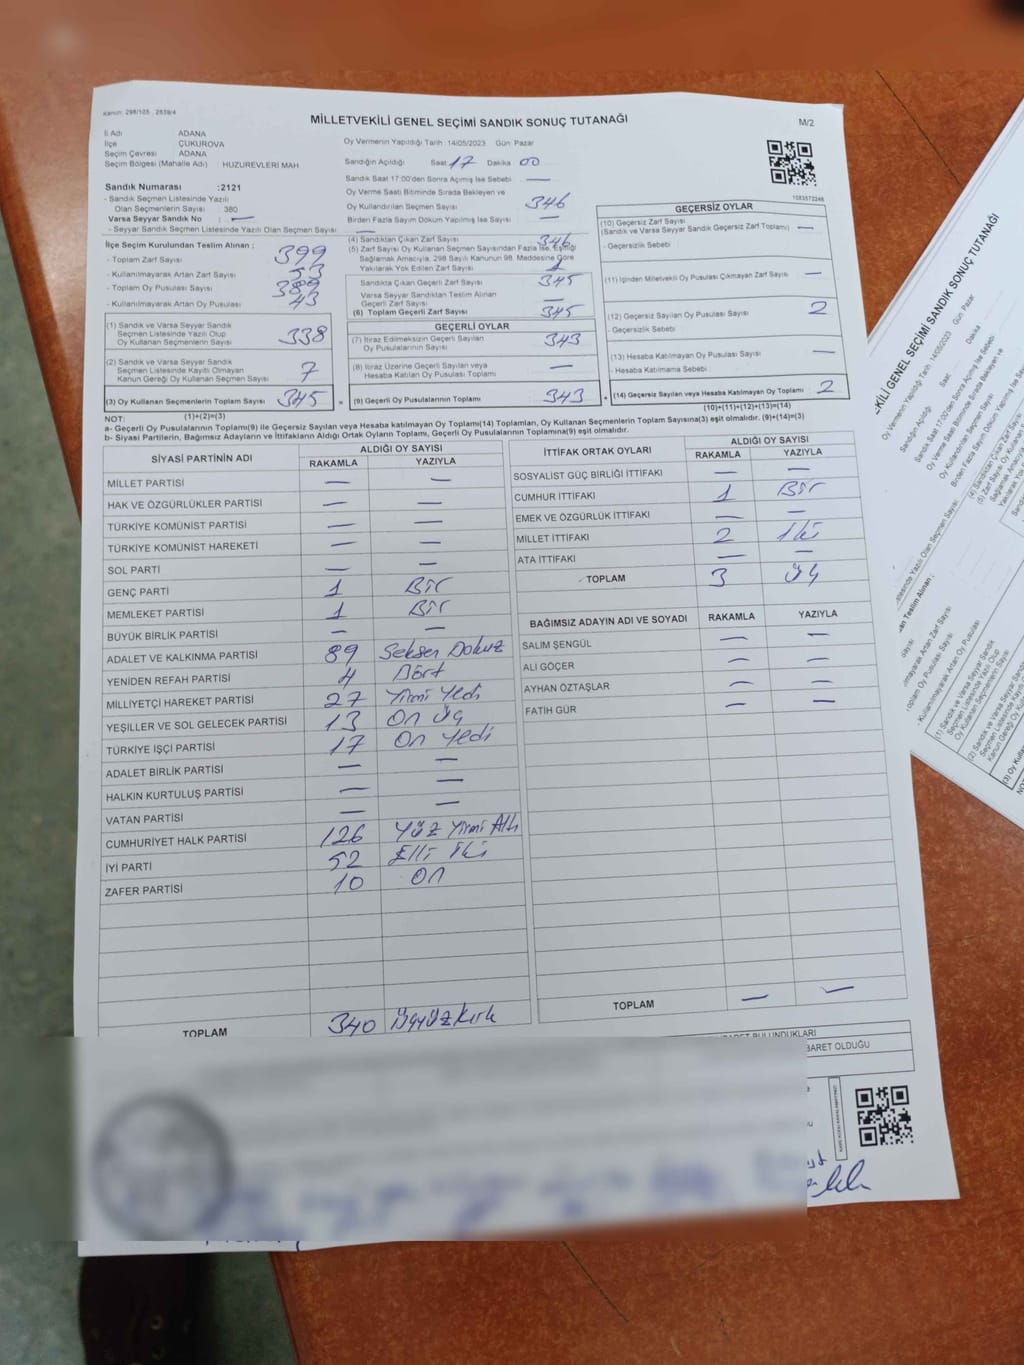 Kanun: 298/105 , 2839/4
MİLLETVEKİLİ GENEL SEÇİMİ SANDIK SONUÇ TUTANAĞI
M/2
İl Adı ADANA
İlçe ÇUKUROVA
Seçim Çevresi ADANA
Seçim Bölgesi (Mahalle Adı) : HUZUREVLERİ MAH
Sandık Numarası :2121
- Sandık Seçmen Listesinde Yazılı
Olan Seçmenlerin Sayısı : 380
Varsa Seyyar Sandık No : —
- Seyyar Sandık Seçmen Listesinde Yazılı Olan Seçmen Sayısı : —
İlçe Seçim Kurulundan Teslim Alınan ;
- Toplam Zarf Sayısı 399
- Kullanılmayarak Artan Zarf Sayısı 53
- Toplam Oy Pusulası Sayısı 389
- Kullanılmayarak Artan Oy Pusulası 43
(1) Sandık ve Varsa Seyyar Sandık
Seçmen Listesinde Yazılı Olup
Oy Kullanan Seçmenlerin Sayısı 338
(2) Sandık ve Varsa Seyyar Sandık
Seçmen Listesinde Kayıtlı Olmayan
Kanun Gereği Oy Kullanan Seçmen Sayısı 7
(3) Oy Kullanan Seçmenlerin Toplam Sayısı 345
Oy Vermenin Yapıldığı Tarih : 14/05/2023 Gün Pazar
Sandığın Açıldığı Saat 17 Dakika 00
Sandık Saat 17:00'den Sonra Açılmış İse Sebebi —
Oy Verme Saati Bitiminde Sırada Bekleyen ve
Oy Kullandırılan Seçmen Sayısı 346
Birden Fazla Sayım Döküm Yapılmış İse Sayısı —
(4) Sandıktan Çıkan Zarf Sayısı 346
(5) Zarf Sayısı Oy Kullanan Seçmen Sayısından Fazla İse, Eşitliği
Sağlamak Amacıyla, 298 Sayılı Kanunun 98. Maddesine Göre
Yakılarak Yok Edilen Zarf Sayısı 1
Sandıkta Çıkan Geçerli Zarf Sayısı 345
Varsa Seyyar Sandıktan Teslim Alınan
Geçerli Zarf Sayısı —
(6) Toplam Geçerli Zarf Sayısı 345
GEÇERLİ OYLAR
(7) İtiraz Edilmeksizin Geçerli Sayılan
Oy Pusulalarının Sayısı 343
(8) İtiraz Üzerine Geçerli Sayılan veya
Hesaba Katılan Oy Pusulası Toplamı —
= (9) Geçerli Oy Pusulalarının Toplamı 343
1083573248
GEÇERSİZ OYLAR
(10) Geçersiz Zarf Sayısı
(Sandık ve Varsa Seyyar Sandık Geçersiz Zarf Toplamı) —
- Geçersizlik Sebebi
(11) İçinden Milletvekili Oy Pusulası Çıkmayan Zarf Sayısı —
(12) Geçersiz Sayılan Oy Pusulası Sayısı 2
- Geçersizlik Sebebi
(13) Hesaba Katılmayan Oy Pusulası Sayısı —
- Hesaba Katılmama Sebebi
+ (14) Geçersiz Sayılan veya Hesaba Katılmayan Oy Toplamı 2
NOT: (1)+(2)=(3)
(10)+(11)+(12)+(13)=(14)
a- Geçerli Oy Pusulalarının Toplamı(9) ile Geçersiz Sayılan veya Hesaba Katılmayan Oy Toplamı(14) Toplamları, Oy Kullanan Seçmenlerin Toplam Sayısına(3) eşit olmalıdır. (9)+(14)=(3)
b- Siyasi Partilerin, Bağımsız Adayların ve İttifakların Aldığı Ortak Oyların Toplamı, Geçerli Oy Pusulalarının Toplamına(9) eşit olmalıdır.
SİYASİ PARTİNİN ADI ALDIĞI OY SAYISI
RAKAMLA YAZIYLA
MİLLET PARTİSİ — —
HAK VE ÖZGÜRLÜKLER PARTİSİ — —
TÜRKİYE KOMÜNİST PARTİSİ — —
TÜRKİYE KOMÜNİST HAREKETİ — —
SOL PARTİ — —
GENÇ PARTİ 1 Bir
MEMLEKET PARTİSİ 1 Bir
BÜYÜK BİRLİK PARTİSİ — —
ADALET VE KALKINMA PARTİSİ 89 Seksen Dokuz
YENİDEN REFAH PARTİSİ 4 Dört
MİLLİYETÇİ HAREKET PARTİSİ 27 Yirmi Yedi
YEŞİLLER VE SOL GELECEK PARTİSİ 13 On Üç
TÜRKİYE İŞÇİ PARTİSİ 17 On Yedi
ADALET BİRLİK PARTİSİ — —
HALKIN KURTULUŞ PARTİSİ — —
VATAN PARTİSİ — —
CUMHURİYET HALK PARTİSİ 126 Yüz Yirmi Altı
İYİ PARTİ 52 Elli İki
ZAFER PARTİSİ 10 On
TOPLAM 340 Üçyüzkırk
İTTİFAK ORTAK OYLARI ALDIĞI OY SAYISI
RAKAMLA YAZIYLA
SOSYALİST GÜÇ BİRLİĞİ İTTİFAKI — —
CUMHUR İTTİFAKI 1 Bir
EMEK VE ÖZGÜRLÜK İTTİFAKI — —
MİLLET İTTİFAKI 2 İki
ATA İTTİFAKI — —
TOPLAM 3 Üç
BAĞIMSIZ ADAYIN ADI VE SOYADI RAKAMLA YAZIYLA
SALİM ŞENGÜL — —
ALİ GÖÇER — —
AYHAN ÖZTAŞLAR — —
FATİH GÜR — —
TOPLAM — —
BARET OLDUĞU
EKİLİ GENEL SEÇİMİ SANDIK SONUÇ TUTANAĞI
Oy Vermenin Yapıldığı Tarih : 14/05/2023 Gün Pazar
Sandığın Açıldığı Saat Dakika